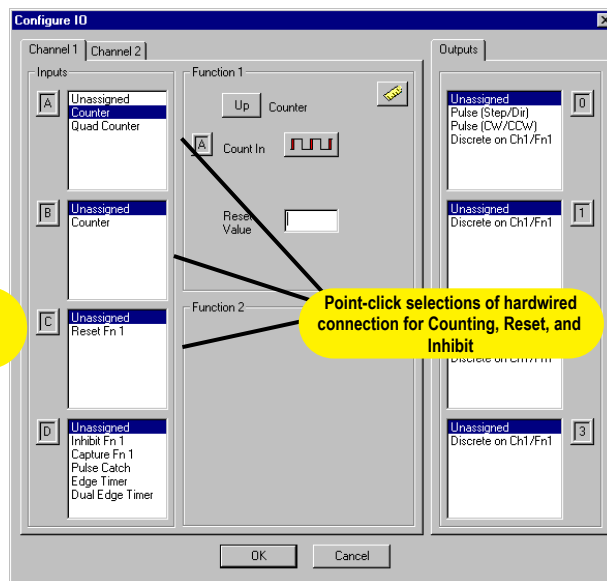 Configure IO
Channel 1
Channel 2
Inputs
A
Unassigned
Counter
Quad Counter
B
Unassigned
Counter
C
Unassigned
Reset Fn 1
D
Unassigned
Inhibit Fn 1
Capture Fn 1
Pulse Catch
Edge Timer
Dual Edge Timer
Function 1
Up
Counter
A
Count In
Reset
Value
Function 2
Point-click selections of hardwired
connection for Counting, Reset, and
Inhibit
Outputs
Unassigned
Pulse (Step/Dir)
Pulse (CW/CCW)
Discrete on Ch1/Fn1
0
Unassigned
Discrete on Ch1/Fn1
1
Discrete on Ch1/Fn1
Unassigned
Discrete on Ch1/Fn1
3
OK
Cancel